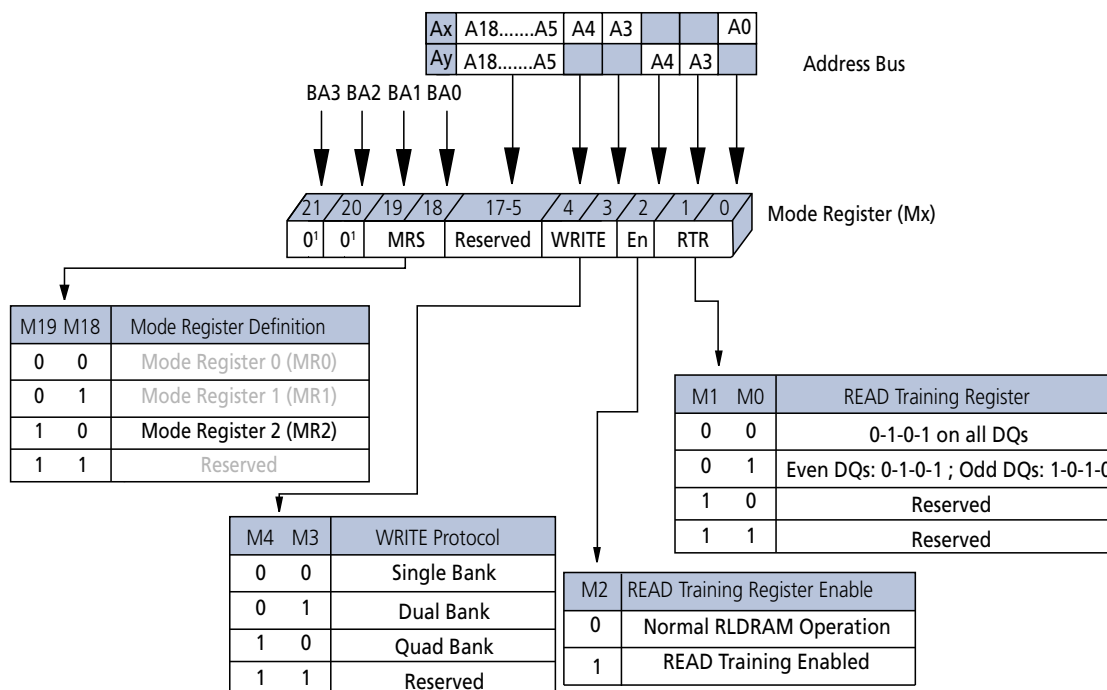 Ax A18.......A5 A4 A3 A0
Ay A18.......A5 A4 A3
Address Bus
BA3 BA2 BA1 BA0
21 20 19 18 17-5 4 3 2 1 0
Mode Register (Mx)
0¹ 0¹ MRS Reserved WRITE En RTR
M19 M18 Mode Register Definition
0 0 Mode Register 0 (MR0)
0 1 Mode Register 1 (MR1)
1 0 Mode Register 2 (MR2)
1 1 Reserved
M1 M0 READ Training Register
0 0 0-1-0-1 on all DQs
0 1 Even DQs: 0-1-0-1 ; Odd DQs: 1-0-1-0
1 0 Reserved
1 1 Reserved
M4 M3 WRITE Protocol
0 0 Single Bank
0 1 Dual Bank
1 0 Quad Bank
1 1 Reserved
M2 READ Training Register Enable
0 Normal RLDRAM Operation
1 READ Training Enabled